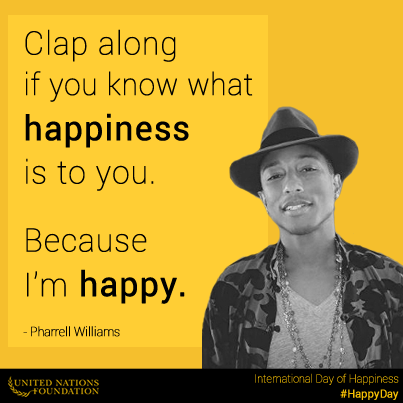 Clap along
if you know what
happiness
is to you.
Because
I'm happy.
- Pharrell Williams
UNITED NATIONS
FOUNDATION
International Day of Happiness
#HappyDay